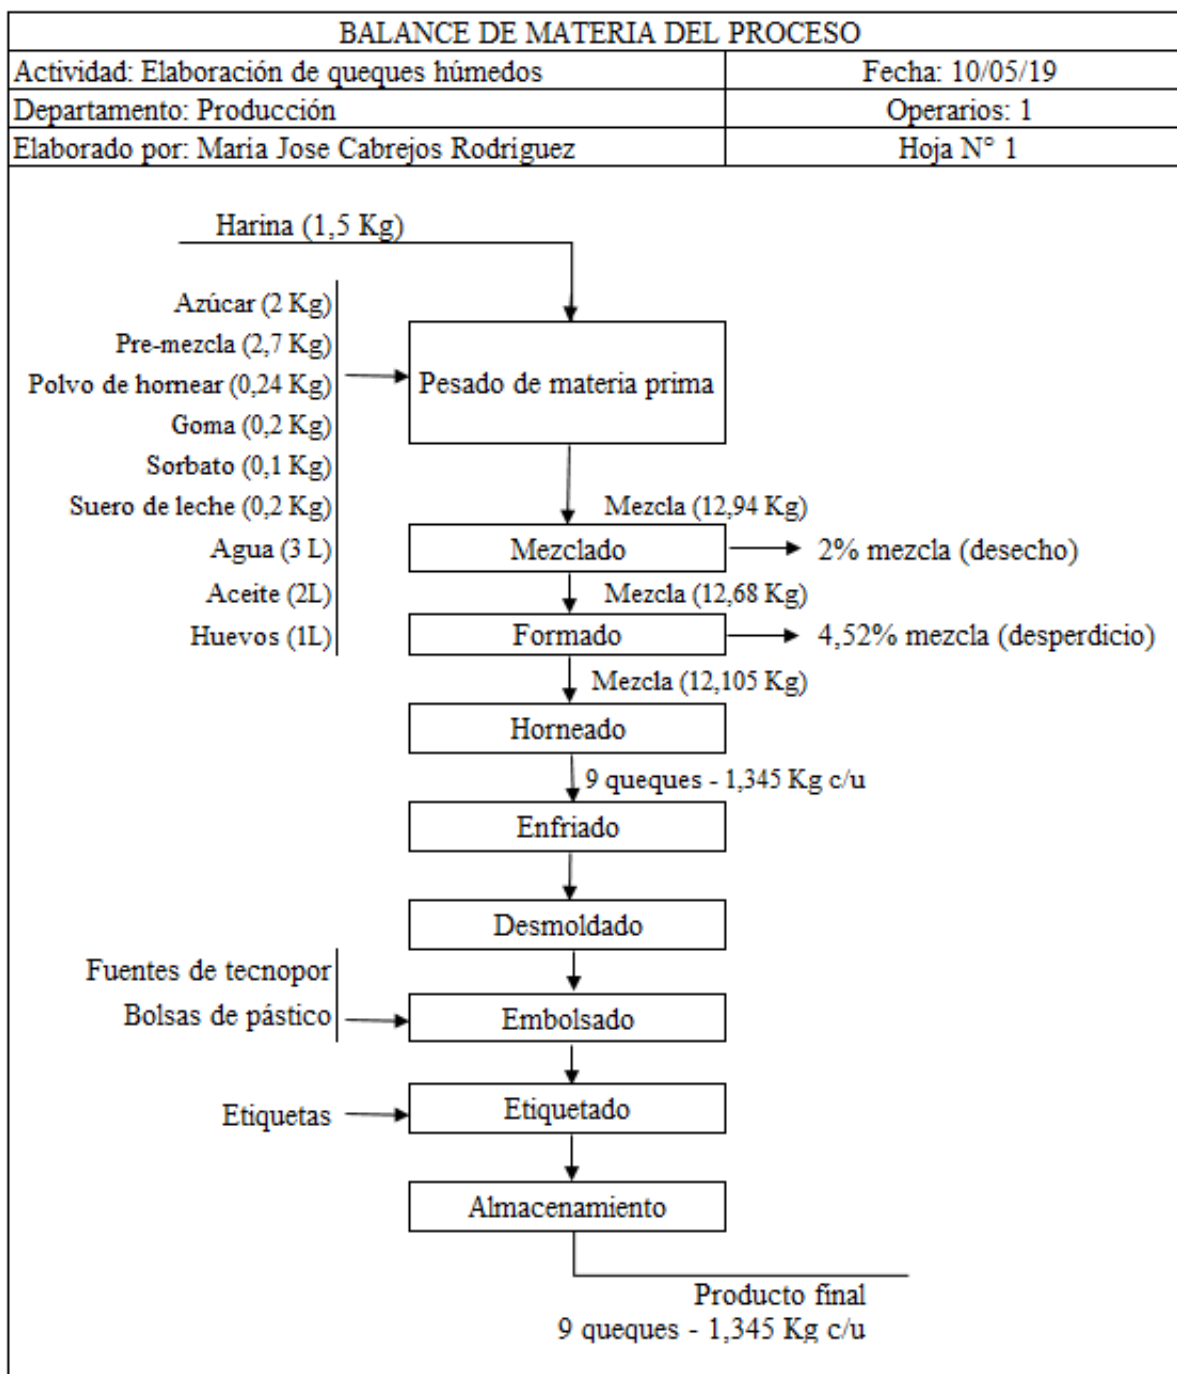 BALANCE DE MATERIA DEL PROCESO
Actividad: Elaboración de queques húmedos
Fecha: 10/05/19
Departamento: Producción
Operarios: 1
Elaborado por: Maria Jose Cabrejos Rodriguez
Hoja N° 1
Harina (1,5 Kg)
Azúcar (2 Kg)
Pre-mezcla (2,7 Kg)
Polvo de hornear (0,24 Kg)
Goma (0,2 Kg)
Sorbato (0,1 Kg)
Suero de leche (0,2 Kg)
Agua (3 L)
Aceite (2L)
Huevos (1L)
Pesado de materia prima
Mezcla (12,94 Kg)
Mezclado
2% mezcla (desecho)
Mezcla (12,68 Kg)
Formado
4,52% mezcla (desperdicio)
Mezcla (12,105 Kg)
Horneado
9 queques - 1,345 Kg c/u
Enfriado
Desmoldado
Fuentes de tecnopor
Bolsas de pástico
Embolsado
Etiquetas
Etiquetado
Almacenamiento
Producto final
9 queques - 1,345 Kg c/u